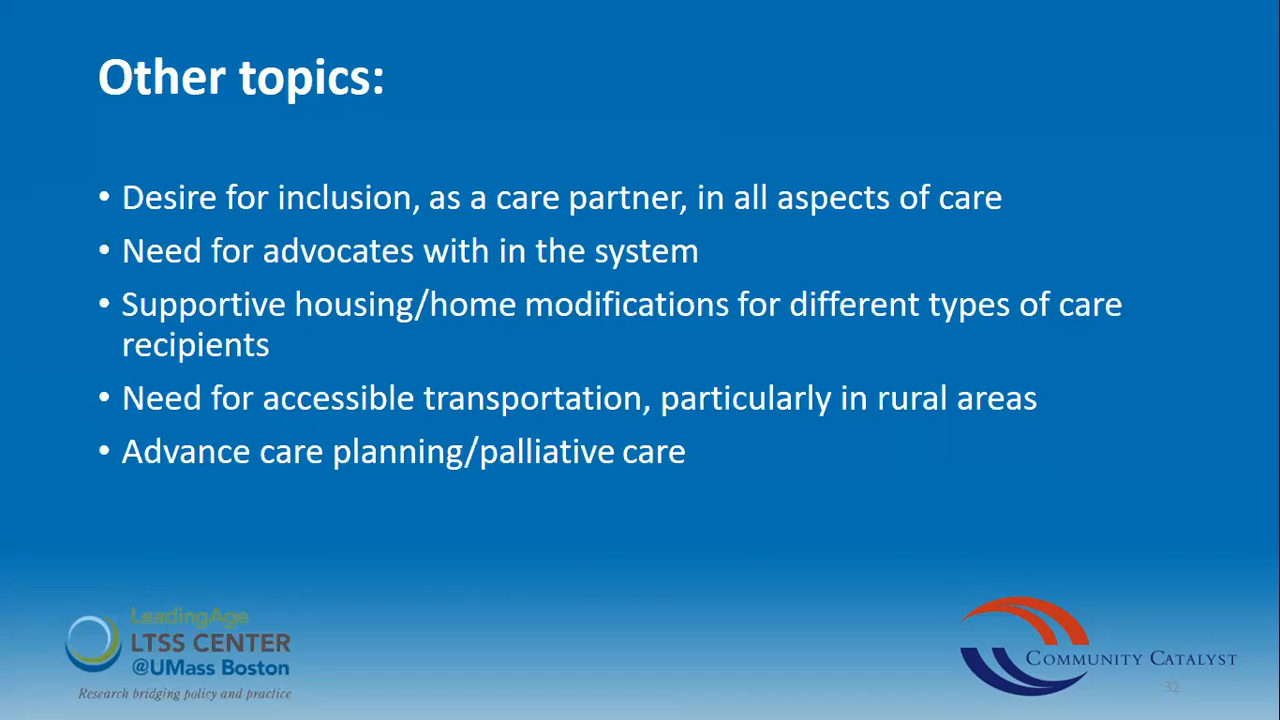 Other topics:
• Desire for inclusion, as a care partner, in all aspects of care
• Need for advocates with in the system
• Supportive housing/home modifications for different types of care
recipients
• Need for accessible transportation, particularly in rural areas
• Advance care planning/palliative care
LeadingAge
LTSS CENTER
@UMass Boston
Research bridging policy and practice
COMMUNITY CATALYST
32